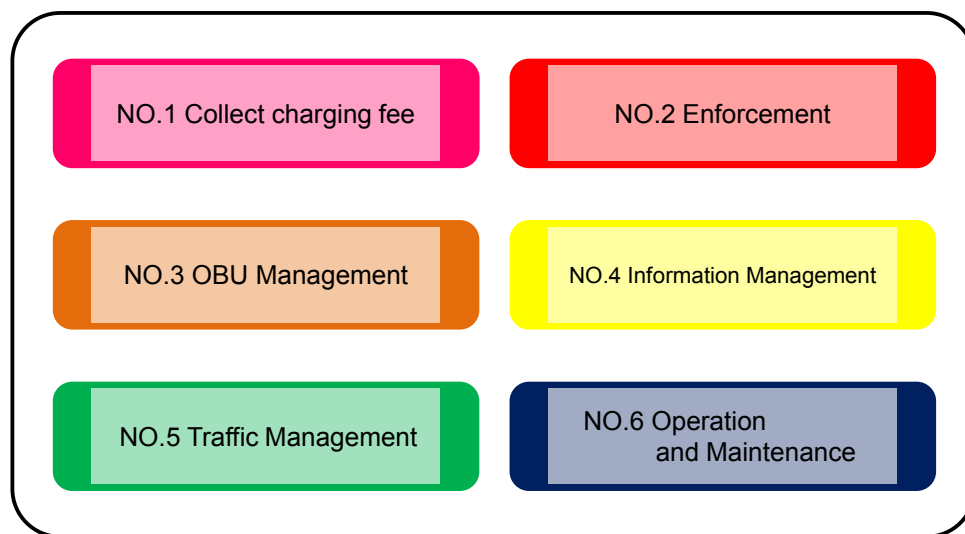 NO.1 Collect charging fee
NO.2 Enforcement
NO.3 OBU Management
NO.4 Information Management
NO.5 Traffic Management
NO.6 Operation
and Maintenance